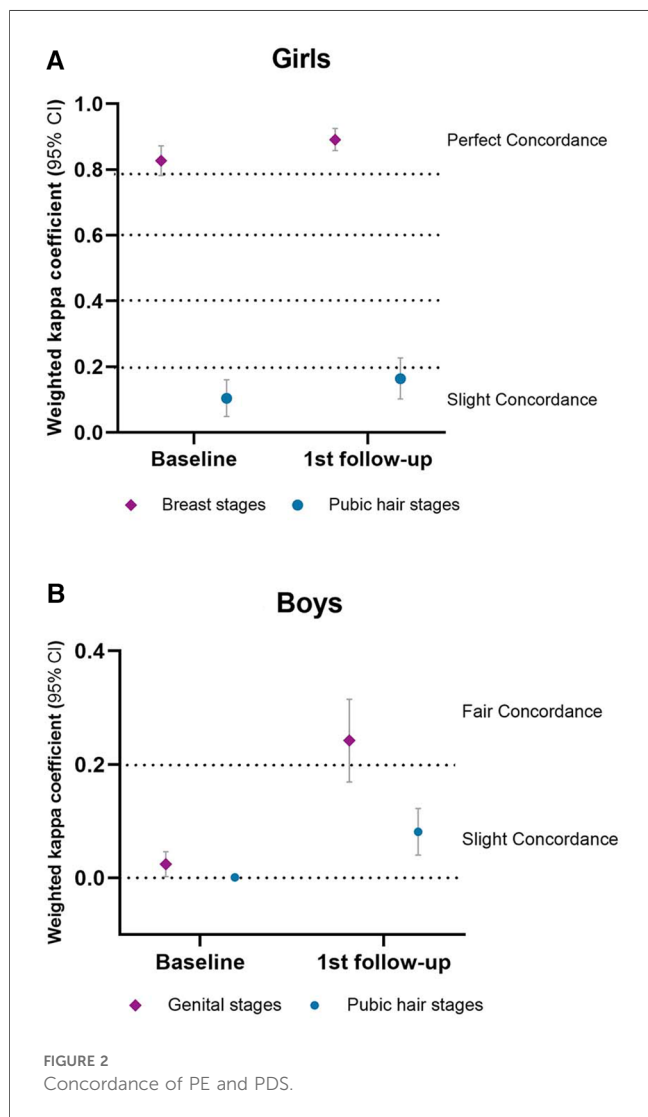 A
Girls
Weighted kappa coefficient (95% CI)
1.0
0.8
0.6
0.4
0.2
0.0
Perfect Concordance
Slight Concordance
Baseline 1st follow-up
Breast stages Pubic hair stages
B
Boys
Weighted kappa coefficient (95% CI)
0.4
0.2
0.0
Fair Concordance
Slight Concordance
Baseline 1st follow-up
Genital stages Pubic hair stages
FIGURE 2
Concordance of PE and PDS.